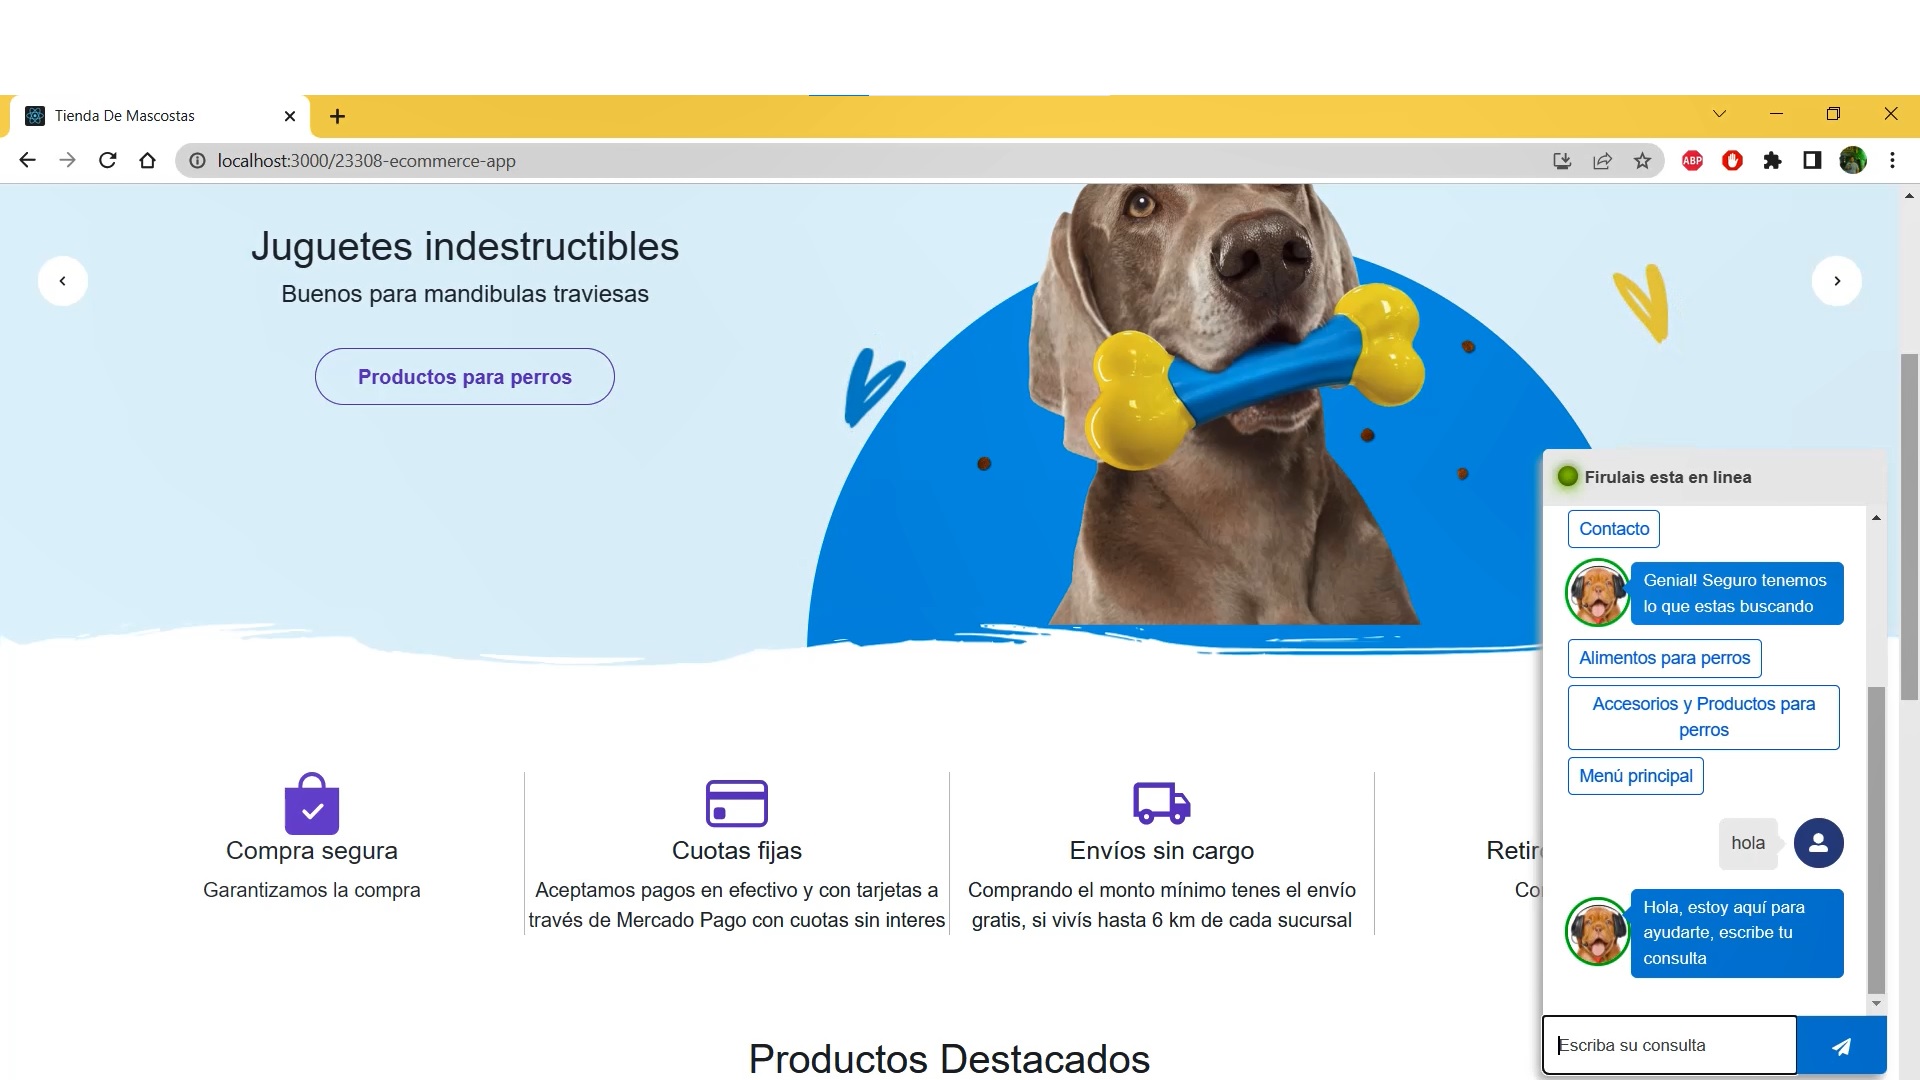 Tienda De Mascostas
localhost:3000/23308-ecommerce-app
ABP
Juguetes indestructibles
Buenos para mandibulas traviesas
Productos para perros
Compra segura
Garantizamos la compra
Cuotas fijas
Aceptamos pagos en efectivo y con tarjetas a
través de Mercado Pago con cuotas sin interes
Envíos sin cargo
Comprando el monto mínimo tenes el envío
gratis, si vivís hasta 6 km de cada sucursal
Productos Destacados
Firulais esta en linea
Contacto
Genial! Seguro tenemos
lo que estas buscando
Alimentos para perros
Accesorios y Productos para
perros
Menú principal
hola
Hola, estoy aquí para
ayudarte, escribe tu
consulta
Escriba su consulta